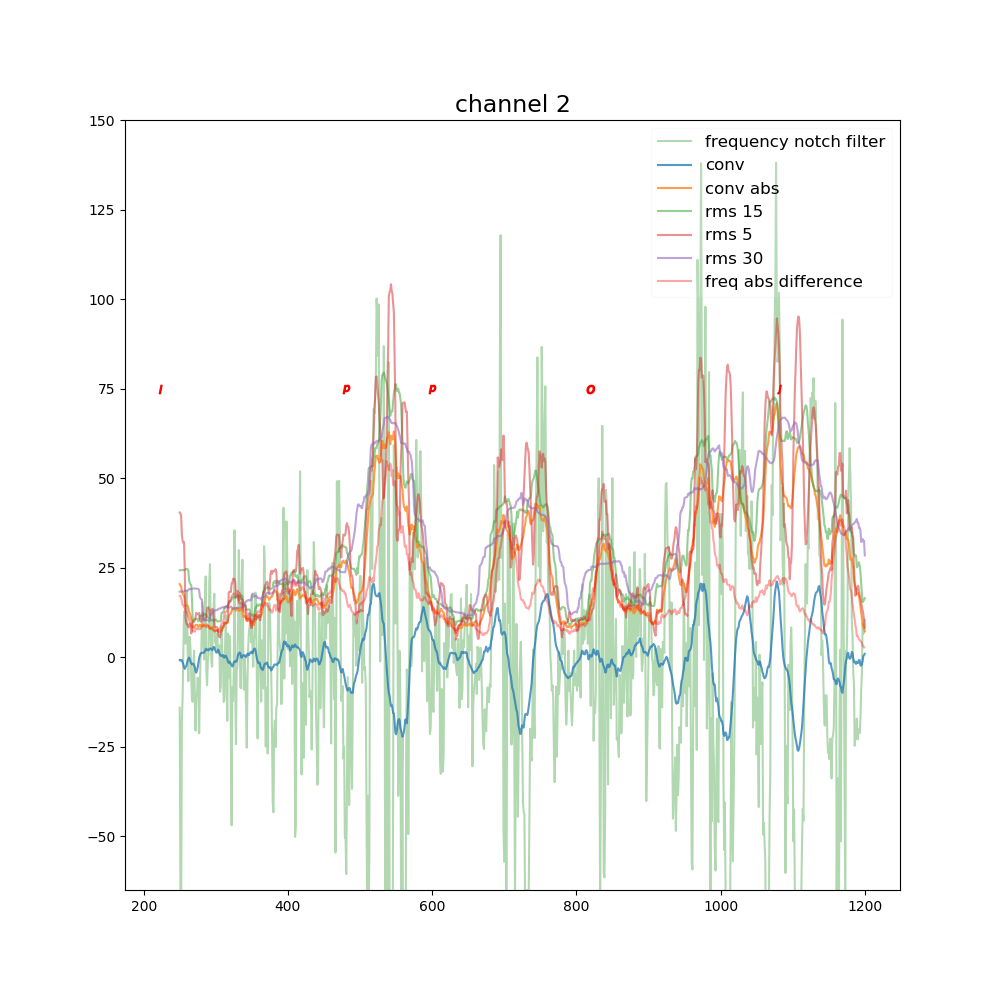 channel 2
150
125
100
75
50
25
0
−25
−50
200
400
600
800
1000
1200
frequency notch filter
conv
conv abs
rms 15
rms 5
rms 30
freq abs difference
I P P O J